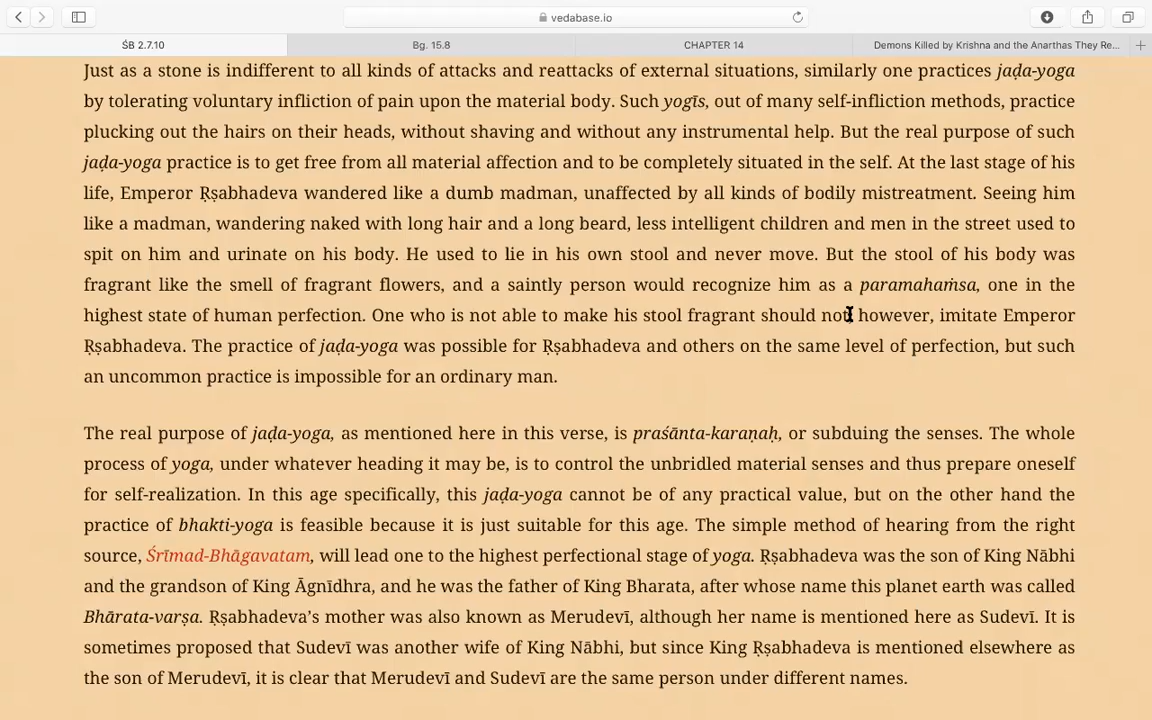 vedabase.io
ŚB 2.7.10
Bg. 15.8
CHAPTER 14
Demons Killed by Krishna and the Anarthas They Re...
Just as a stone is indifferent to all kinds of attacks and reattacks of external situations, similarly one practices jaḍa-yoga
by tolerating voluntary infliction of pain upon the material body. Such yogīs, out of many self-infliction methods, practice
plucking out the hairs on their heads, without shaving and without any instrumental help. But the real purpose of such
jaḍa-yoga practice is to get free from all material affection and to be completely situated in the self. At the last stage of his
life, Emperor Ṛṣabhadeva wandered like a dumb madman, unaffected by all kinds of bodily mistreatment. Seeing him
like a madman, wandering naked with long hair and a long beard, less intelligent children and men in the street used to
spit on him and urinate on his body. He used to lie in his own stool and never move. But the stool of his body was
fragrant like the smell of fragrant flowers, and a saintly person would recognize him as a paramahaṁsa, one in the
highest state of human perfection. One who is not able to make his stool fragrant should not, however, imitate Emperor
Ṛṣabhadeva. The practice of jaḍa-yoga was possible for Ṛṣabhadeva and others on the same level of perfection, but such
an uncommon practice is impossible for an ordinary man.
The real purpose of jaḍa-yoga, as mentioned here in this verse, is praśānta-karaṇaḥ, or subduing the senses. The whole
process of yoga, under whatever heading it may be, is to control the unbridled material senses and thus prepare oneself
for self-realization. In this age specifically, this jaḍa-yoga cannot be of any practical value, but on the other hand the
practice of bhakti-yoga is feasible because it is just suitable for this age. The simple method of hearing from the right
source, Śrīmad-Bhāgavatam, will lead one to the highest perfectional stage of yoga. Ṛṣabhadeva was the son of King Nābhi
and the grandson of King Āgnīdhra, and he was the father of King Bharata, after whose name this planet earth was called
Bhārata-varṣa. Ṛṣabhadeva's mother was also known as Merudevī, although her name is mentioned here as Sudevī. It is
sometimes proposed that Sudevī was another wife of King Nābhi, but since King Ṛṣabhadeva is mentioned elsewhere as
the son of Merudevī, it is clear that Merudevī and Sudevī are the same person under different names.